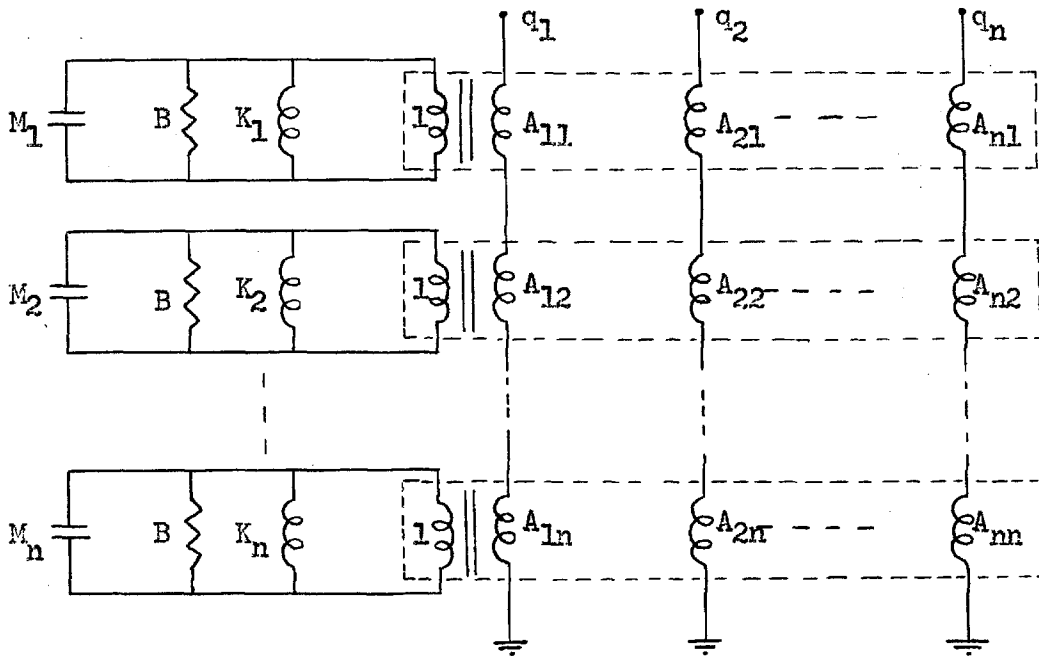 q1 q2 qn
M1 B K1 1 A11 A21 An1
M2 B K2 1 A12 A22 An2
Mn B Kn 1 A1n A2n Ann